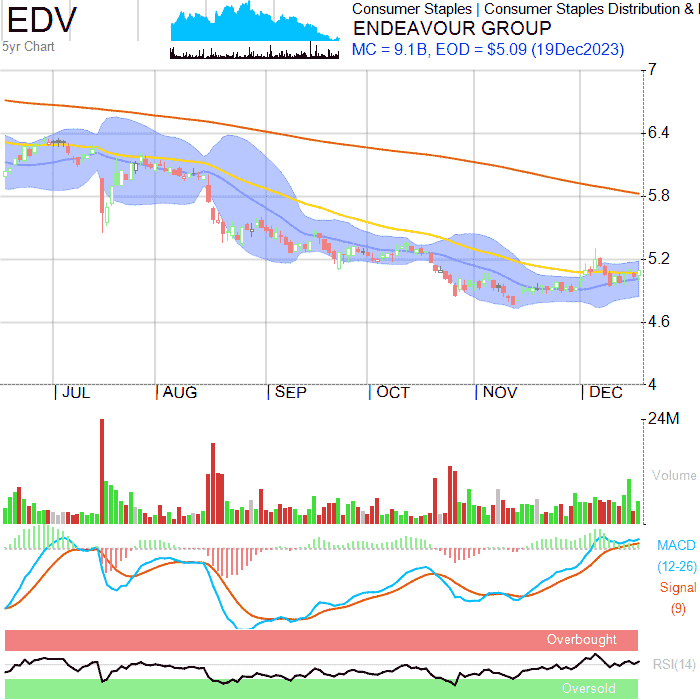 EDV
5yr Chart
Consumer Staples | Consumer Staples Distribution &
ENDEAVOUR GROUP
MC = 9.1B, EOD = $5.09 (19Dec2023)
7
6.4
5.8
5.2
4.6
4
JUL AUG SEP OCT NOV DEC
24M
Volume
MACD
(12-26)
Signal
(9)
Overbought
RSI(14)
Oversold